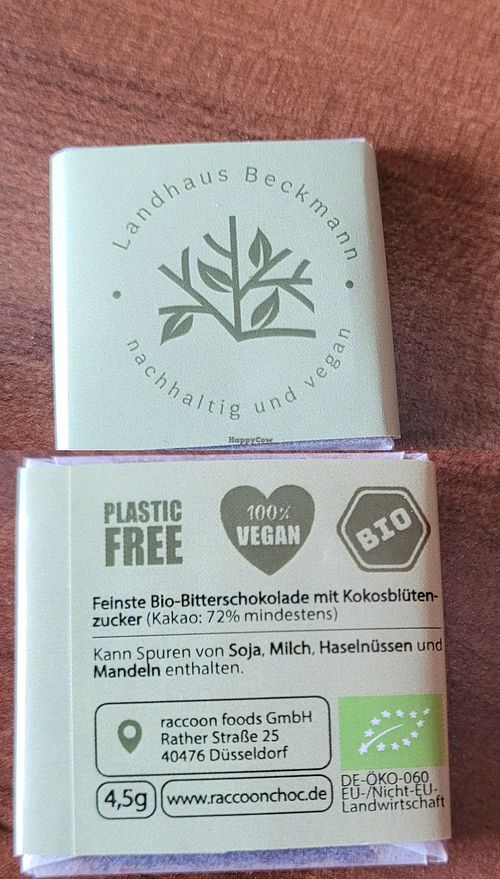 Landhaus Beckmann
nachhaltig und vegan
HappyCow
PLASTIC
FREE
100%
VEGAN
BIO
Feinste Bio-Bitterschokolade mit Kokosblüten-
zucker (Kakao: 72% mindestens)
Kann Spuren von Soja, Milch, Haselnüssen und
Mandeln enthalten.
raccoon foods GmbH
Rather Straße 25
40476 Düsseldorf
4,5g
www.raccoonchoc.de
DE-ÖKO-060
EU-/Nicht-EU-
Landwirtschaft